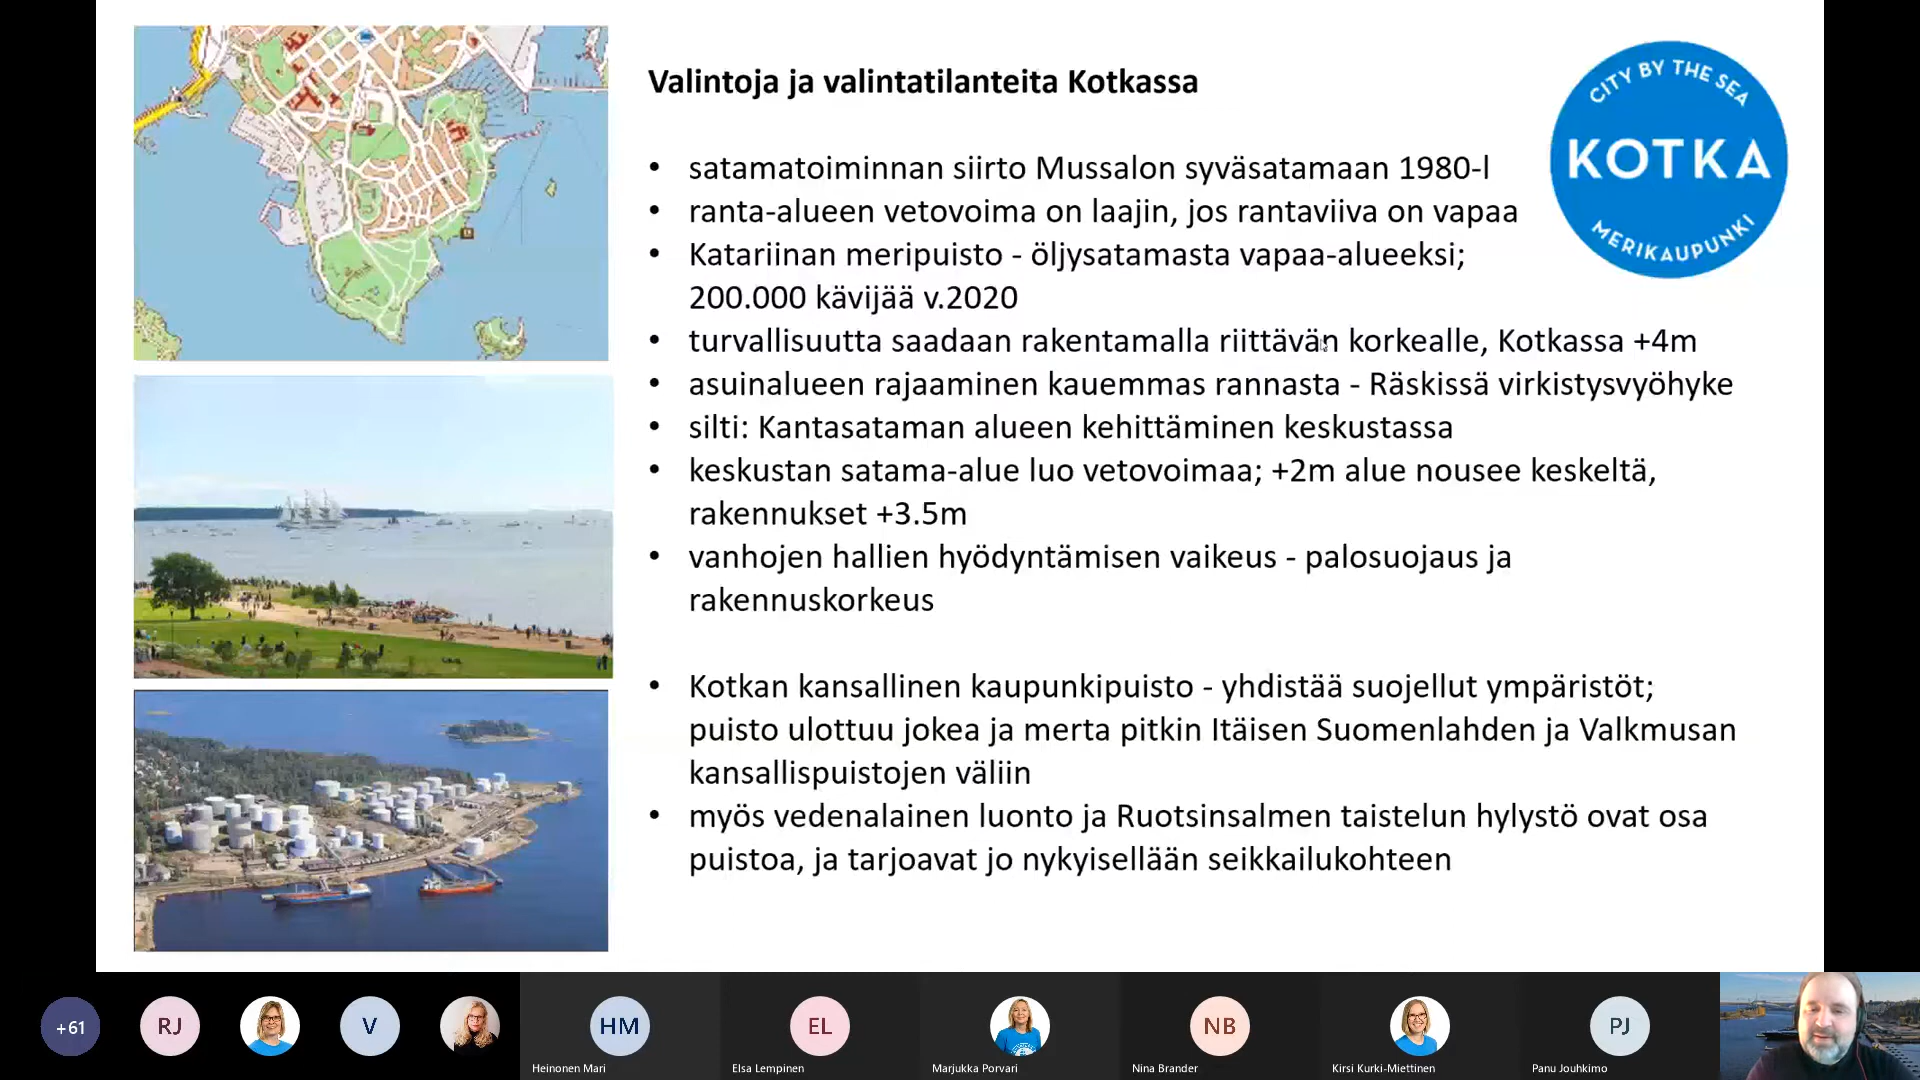 Valintoja ja valintatilanteita Kotkassa
CITY BY THE SEA
KOTKA
MERIKAUPUNKI
• satamatoiminnan siirto Mussalon syväsatamaan 1980-l
• ranta-alueen vetovoima on laajin, jos rantaviiva on vapaa
• Katariinan meripuisto - öljysatamasta vapaa-alueeksi;
200.000 kävijää v.2020
• turvallisuutta saadaan rakentamalla riittävän korkealle, Kotkassa +4m
• asuinalueen rajaaminen kauemmas rannasta - Räskissä virkistysvyöhyke
• silti: Kantasataman alueen kehittäminen keskustassa
• keskustan satama-alue luo vetovoimaa; +2m alue nousee keskeltä,
rakennukset +3.5m
• vanhojen hallien hyödyntämisen vaikeus - palosuojaus ja
rakennuskorkeus
• Kotkan kansallinen kaupunkipuisto - yhdistää suojellut ympäristöt;
puisto ulottuu jokea ja merta pitkin Itäisen Suomenlahden ja Valkmusan
kansallispuistojen väliin
• myös vedenalainen luonto ja Ruotsinsalmen taistelun hylystö ovat osa
puistoa, ja tarjoavat jo nykyisellään seikkailukohteen
+61
RJ
V
HM
EL
NB
PJ
Heinonen Mari
Elsa Lempinen
Marjukka Porvari
Nina Brander
Kirsi Kurki-Miettinen
Panu Jouhkimo